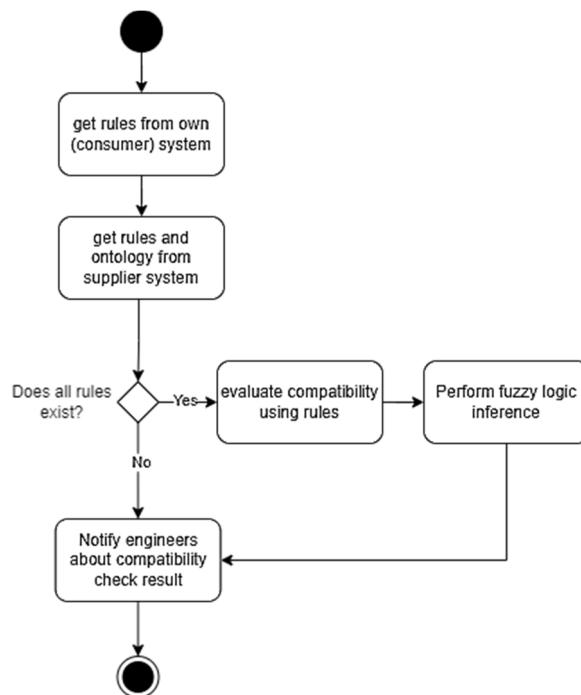 get rules from own
(consumer) system
get rules and
ontology from
supplier system
Does all rules
exist?
Yes
evaluate compatibility
using rules
Perform fuzzy logic
inference
No
Notify engineers
about compatibility
check result